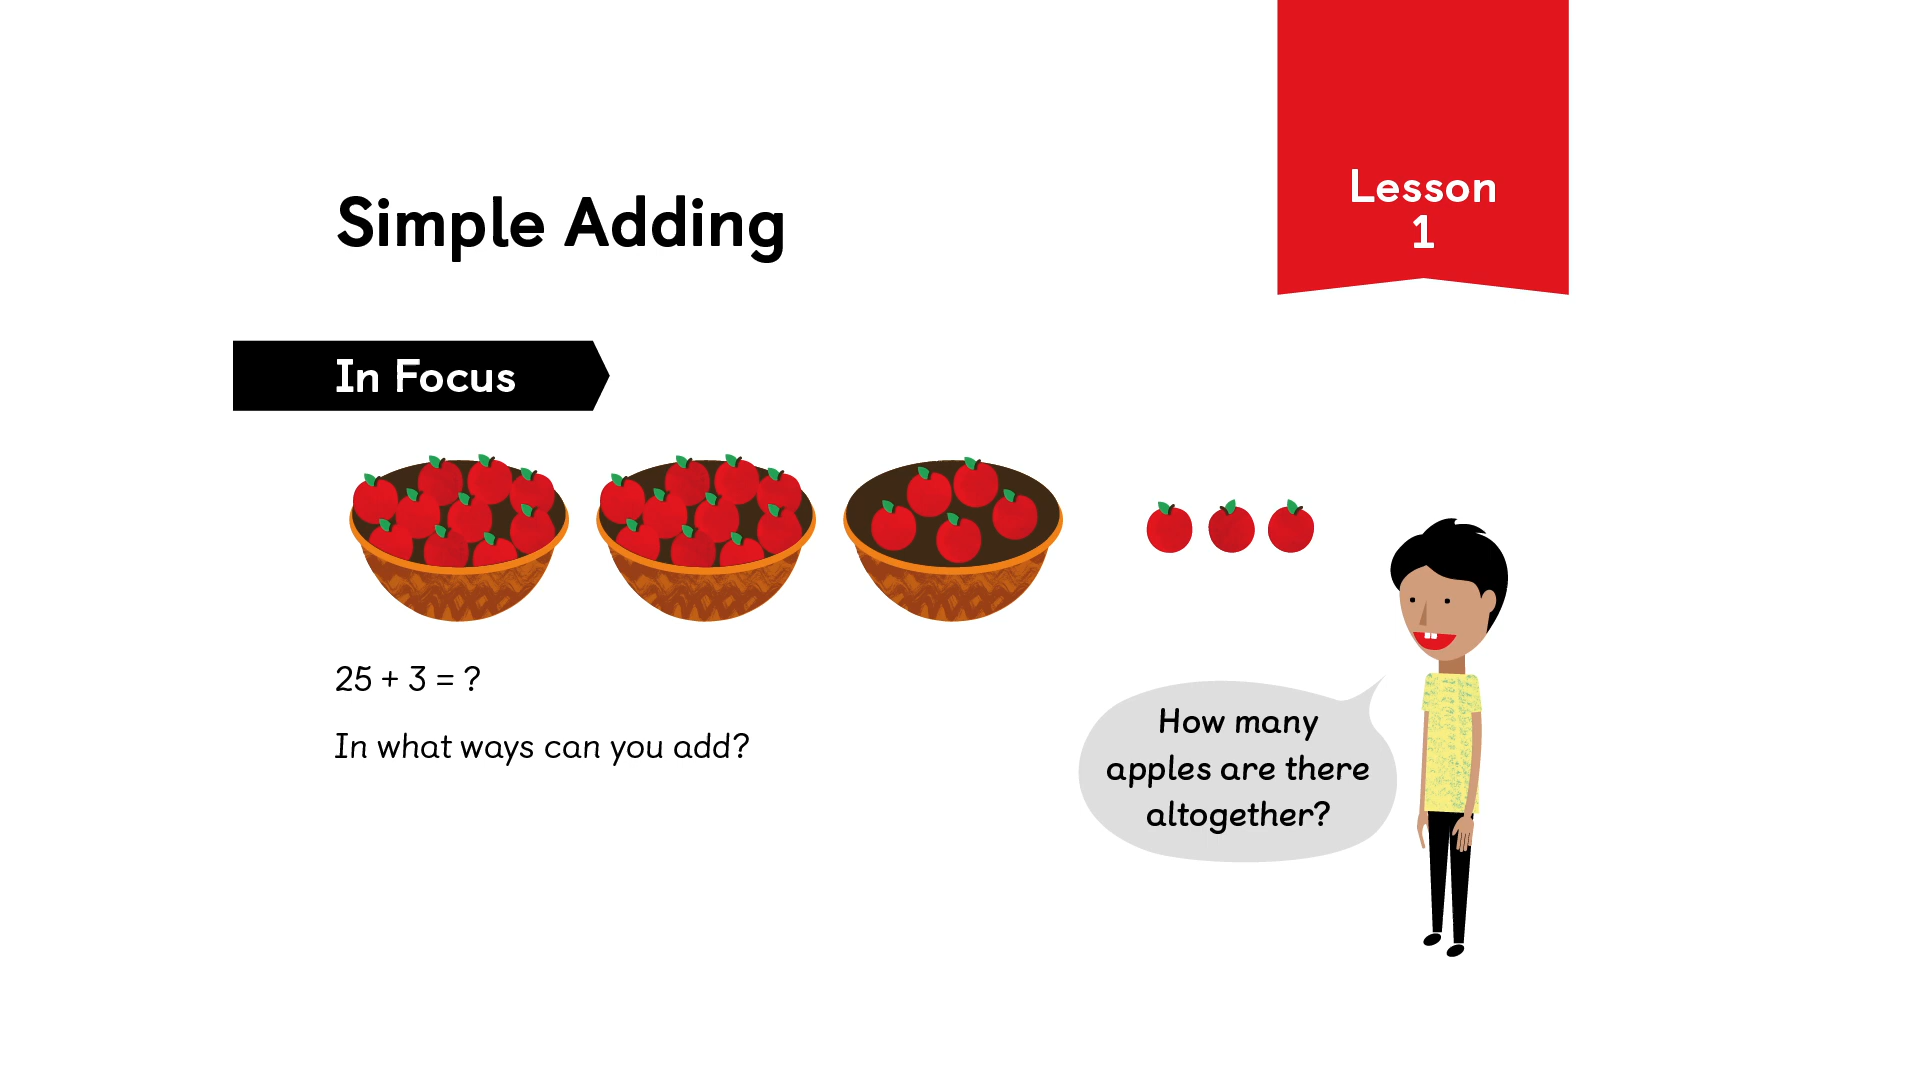 Lesson
1
Simple Adding
In Focus
25 + 3 = ?
In what ways can you add?
How many
apples are there
altogether?